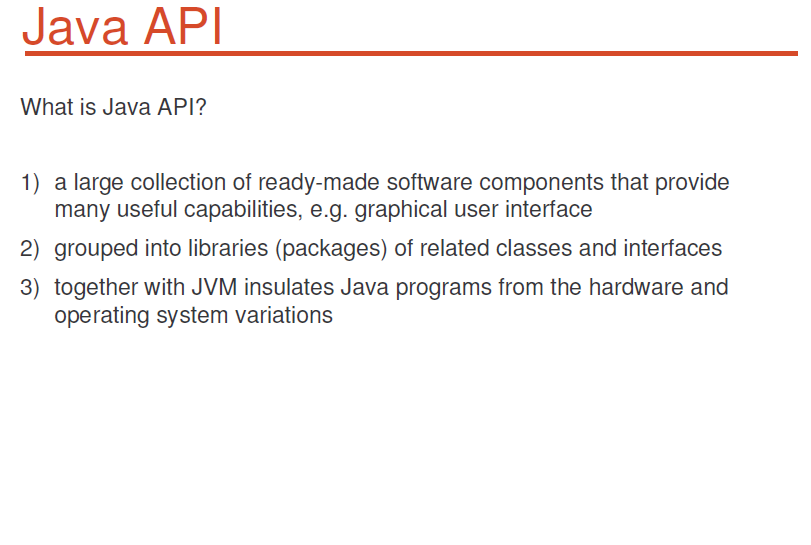 Java API
What is Java API?
1) a large collection of ready-made software components that provide
many useful capabilities, e.g. graphical user interface
2) grouped into libraries (packages) of related classes and interfaces
3) together with JVM insulates Java programs from the hardware and
operating system variations